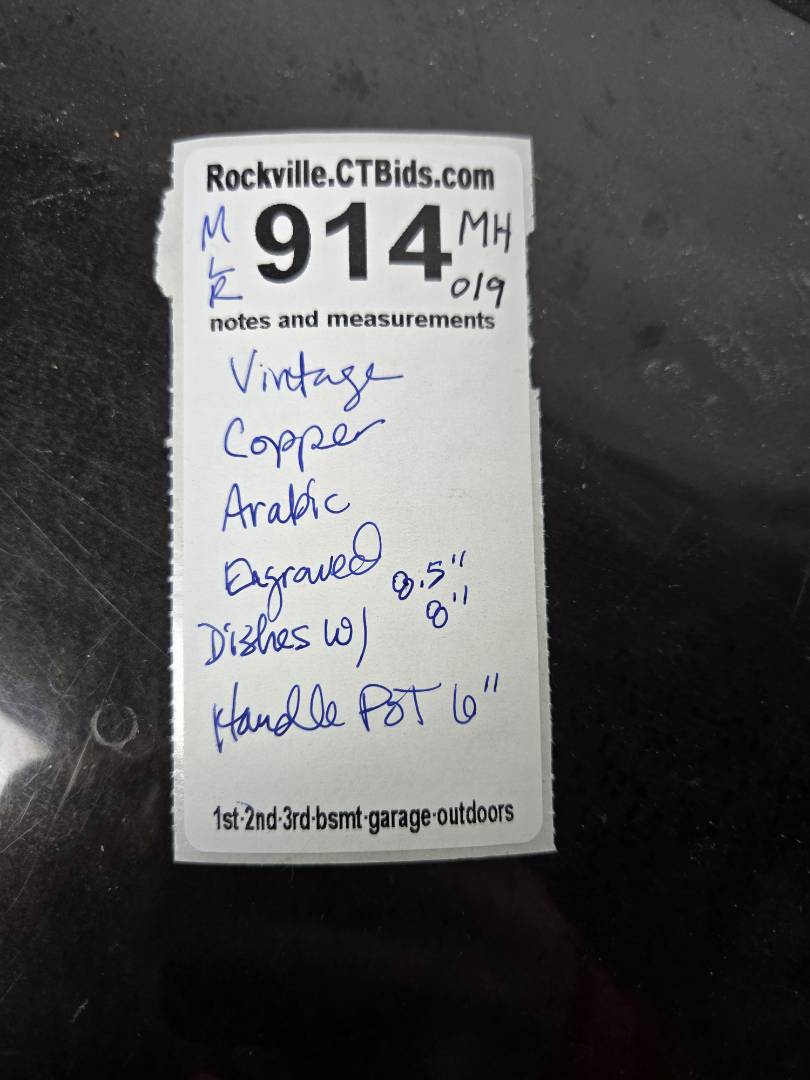 Rockville.CTBids.com
MLR 914 MH
019
notes and measurements
Vintage
Copper
Arabic
Engraved 8.5"
Dishes w/ 8"
Handle Pot 6"
1st·2nd·3rd·bsmt·garage·outdoors